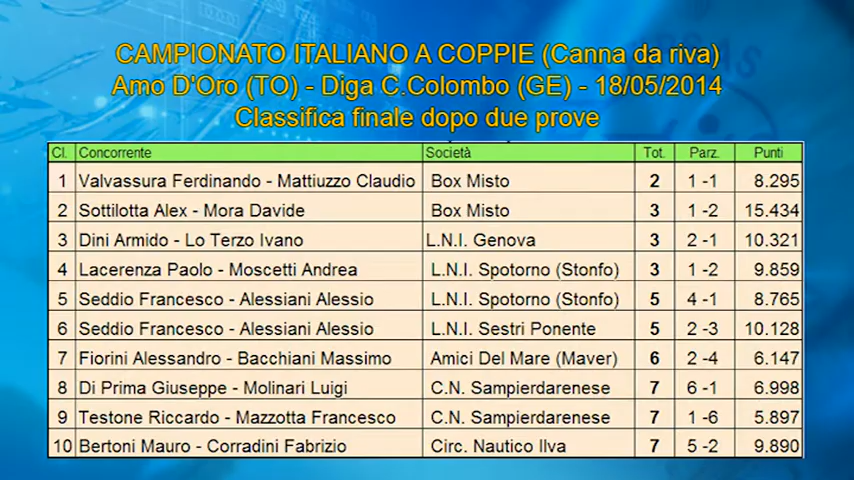 CAMPIONATO ITALIANO A COPPIE (Canna da riva)
Amo D'Oro (TO) - Diga C.Colombo (GE) - 18/05/2014
Classifica finale dopo due prove
Cl. Concorrente Società Tot. Parz. Punti
1 Valvassura Ferdinando - Mattiuzzo Claudio Box Misto 2 1 -1 8.295
2 Sottilotta Alex - Mora Davide Box Misto 3 1 -2 15.434
3 Dini Armido - Lo Terzo Ivano L.N.I. Genova 3 2 -1 10.321
4 Lacerenza Paolo - Moscetti Andrea L.N.I. Spotorno (Stonfo) 3 1 -2 9.859
5 Seddio Francesco - Alessiani Alessio L.N.I. Spotorno (Stonfo) 5 4 -1 8.765
6 Seddio Francesco - Alessiani Alessio L.N.I. Sestri Ponente 5 2 -3 10.128
7 Fiorini Alessandro - Bacchiani Massimo Amici Del Mare (Maver) 6 2 -4 6.147
8 Di Prima Giuseppe - Molinari Luigi C.N. Sampierdarenese 7 6 -1 6.998
9 Testone Riccardo - Mazzotta Francesco C.N. Sampierdarenese 7 1 -6 5.897
10 Bertoni Mauro - Corradini Fabrizio Circ. Nautico Ilva 7 5 -2 9.890